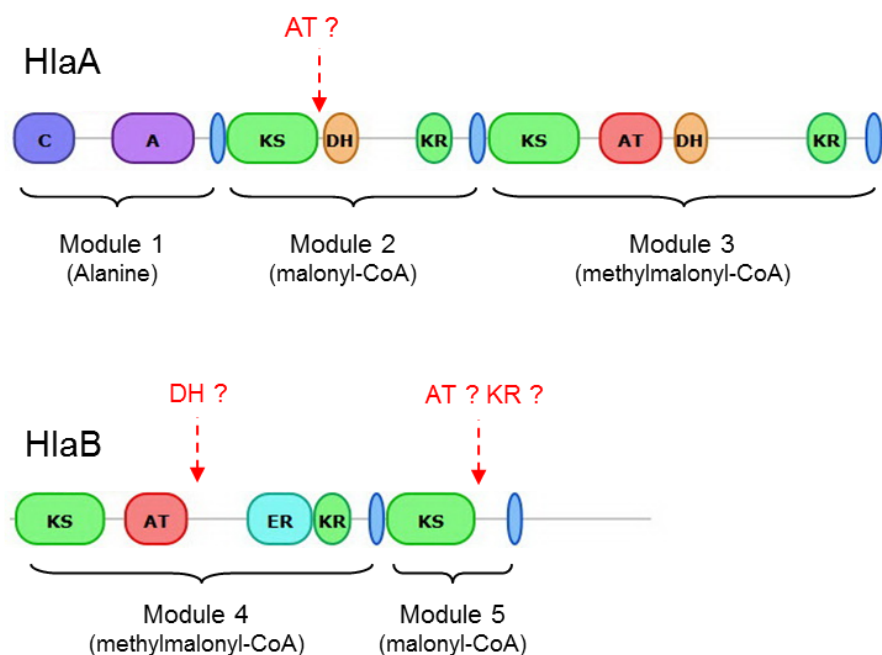 AT ?
HlaA
C A KS DH KR KS AT DH KR
Module 1 Module 2 Module 3
(Alanine) (malonyl-CoA) (methylmalonyl-CoA)
DH ? AT ? KR ?
HlaB
KS AT ER KR KS
Module 4 Module 5
(methylmalonyl-CoA) (malonyl-CoA)